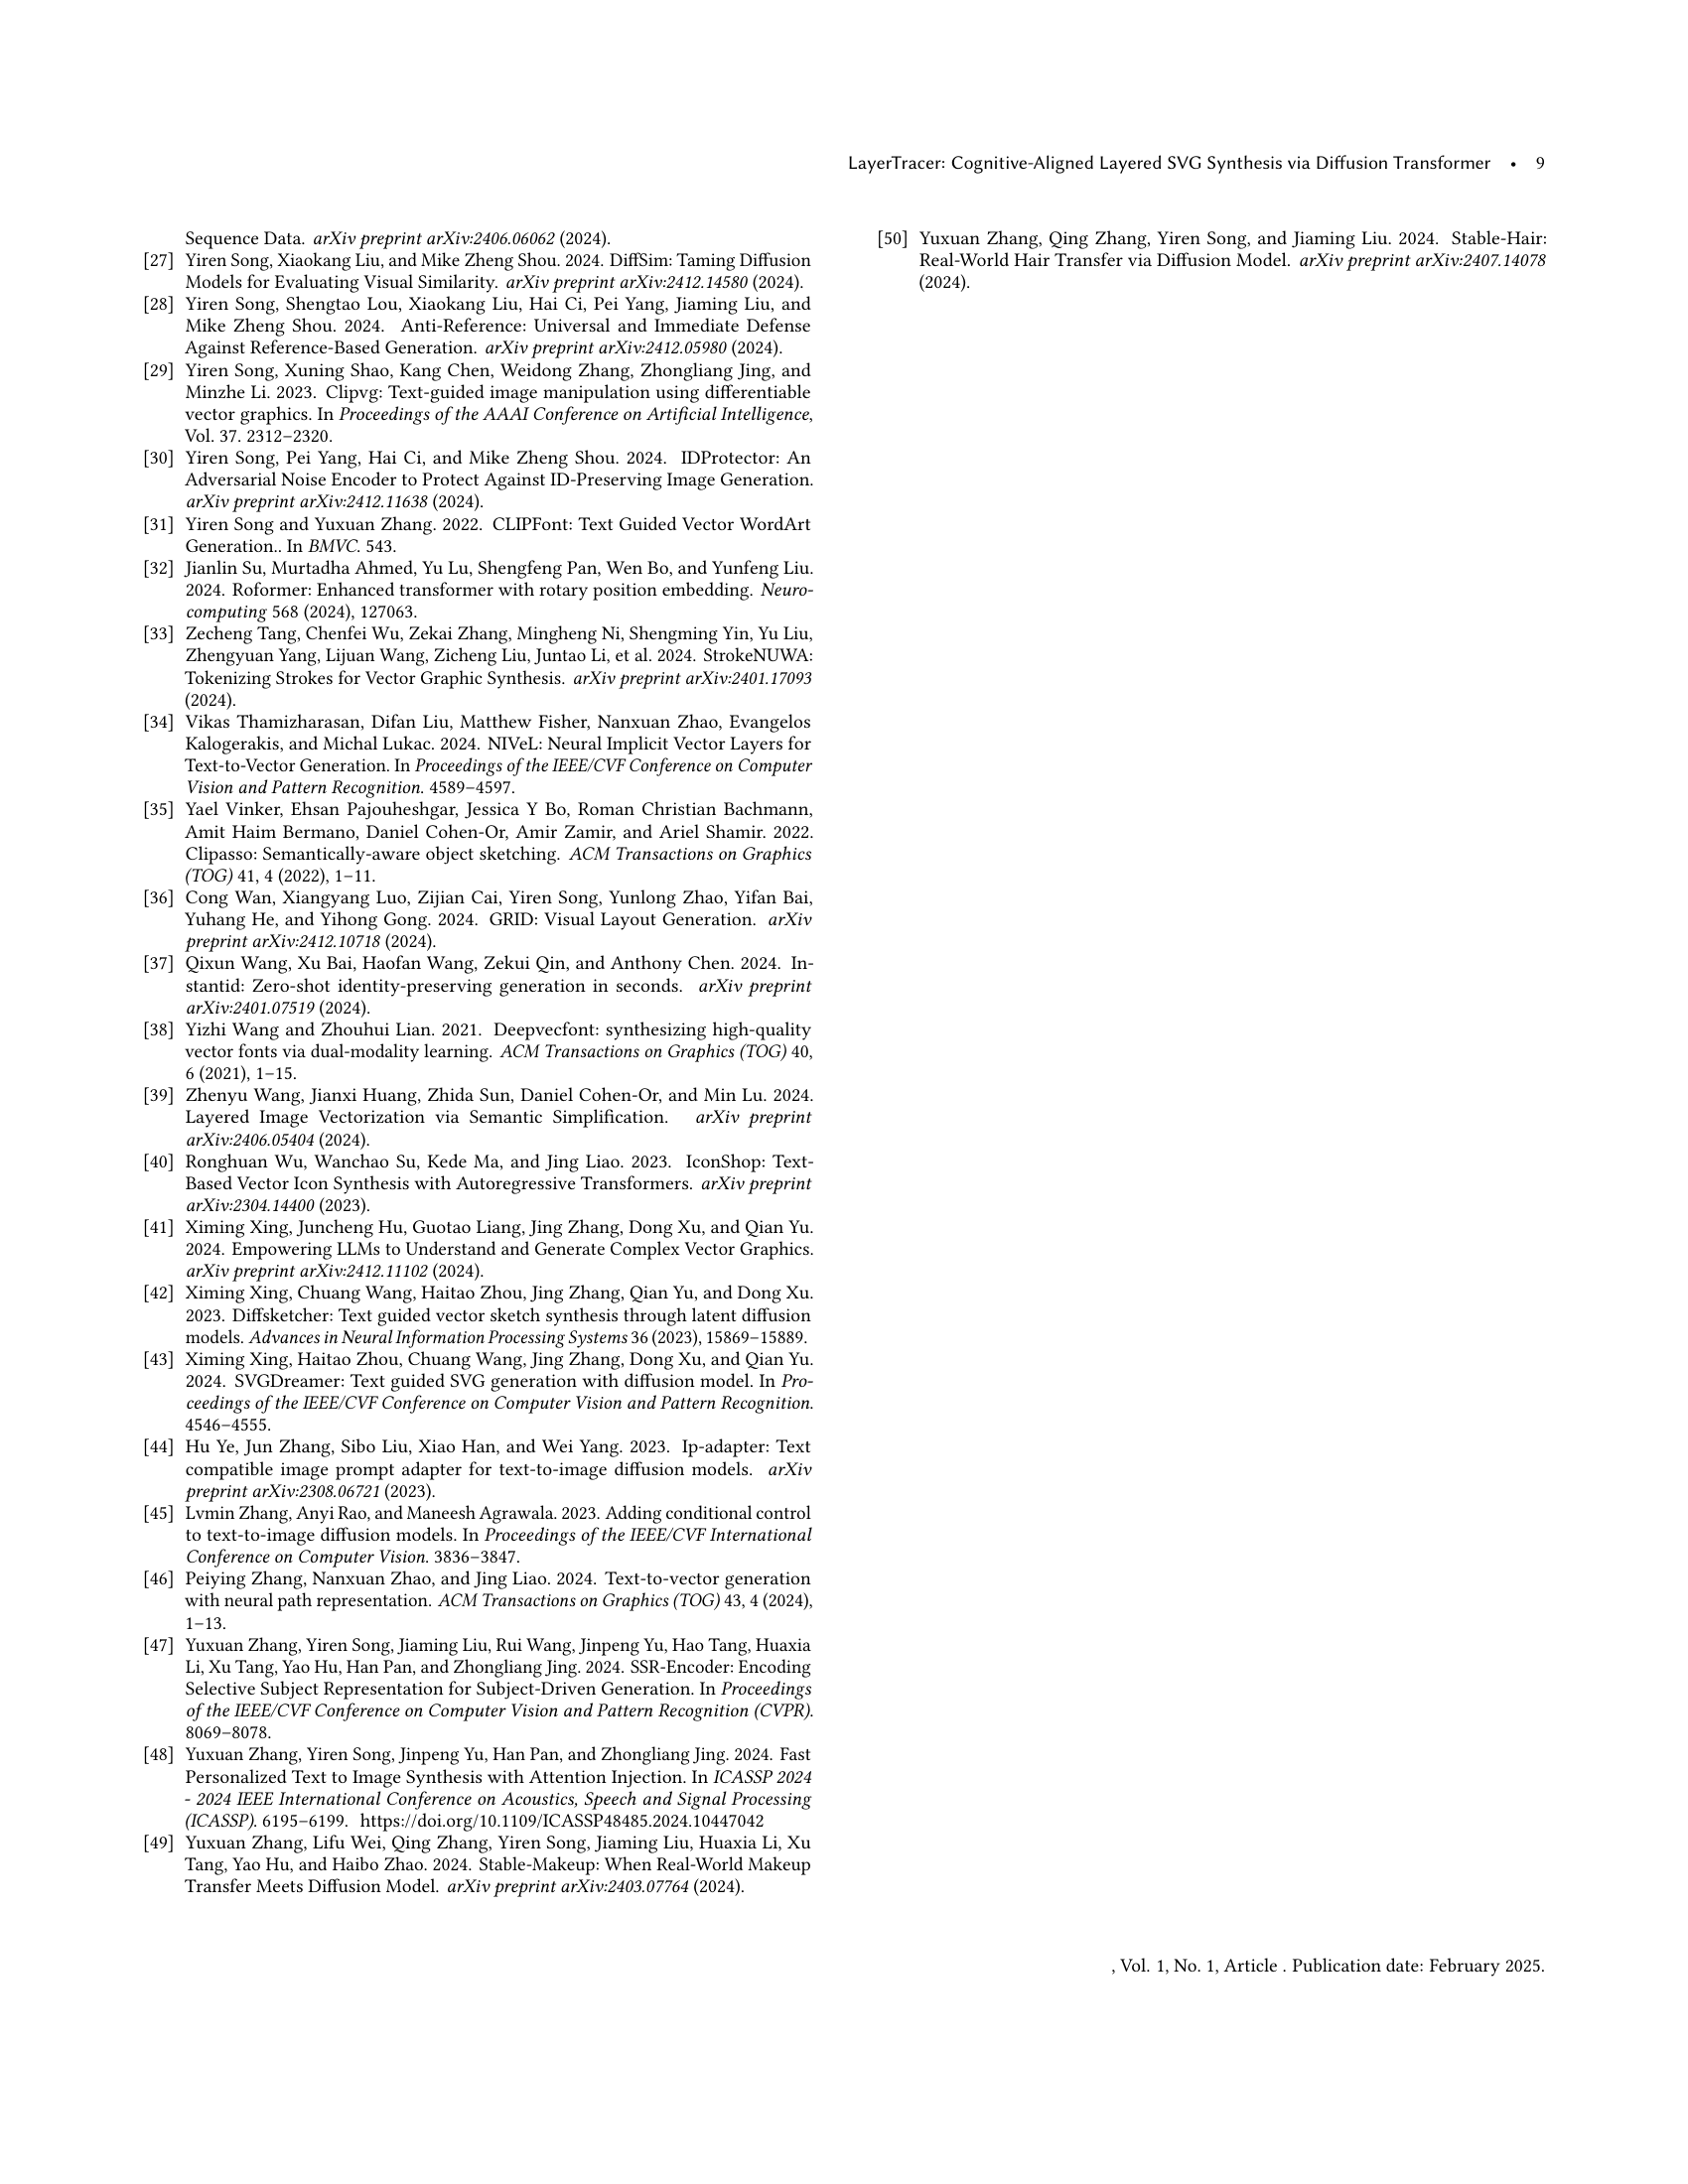 LayerTracer: Cognitive-Aligned Layered SVG Synthesis via Diffusion Transformer • 9
Sequence Data. arXiv preprint arXiv:2406.06062 (2024).
[27] Yiren Song, Xiaokang Liu, and Mike Zheng Shou. 2024. DiffSim: Taming Diffusion
Models for Evaluating Visual Similarity. arXiv preprint arXiv:2412.14580 (2024).
[28] Yiren Song, Shengtao Lou, Xiaokang Liu, Hai Ci, Pei Yang, Jiaming Liu, and
Mike Zheng Shou. 2024. Anti-Reference: Universal and Immediate Defense
Against Reference-Based Generation. arXiv preprint arXiv:2412.05980 (2024).
[29] Yiren Song, Xuning Shao, Kang Chen, Weidong Zhang, Zhongliang Jing, and
Minzhe Li. 2023. Clipvg: Text-guided image manipulation using differentiable
vector graphics. In Proceedings of the AAAI Conference on Artificial Intelligence,
Vol. 37. 2312–2320.
[30] Yiren Song, Pei Yang, Hai Ci, and Mike Zheng Shou. 2024. IDProtector: An
Adversarial Noise Encoder to Protect Against ID-Preserving Image Generation.
arXiv preprint arXiv:2412.11638 (2024).
[31] Yiren Song and Yuxuan Zhang. 2022. CLIPFont: Text Guided Vector WordArt
Generation.. In BMVC. 543.
[32] Jianlin Su, Murtadha Ahmed, Yu Lu, Shengfeng Pan, Wen Bo, and Yunfeng Liu.
2024. Roformer: Enhanced transformer with rotary position embedding. Neuro-
computing 568 (2024), 127063.
[33] Zecheng Tang, Chenfei Wu, Zekai Zhang, Mingheng Ni, Shengming Yin, Yu Liu,
Zhengyuan Yang, Lijuan Wang, Zicheng Liu, Juntao Li, et al. 2024. StrokeNUWA:
Tokenizing Strokes for Vector Graphic Synthesis. arXiv preprint arXiv:2401.17093
(2024).
[34] Vikas Thamizharasan, Difan Liu, Matthew Fisher, Nanxuan Zhao, Evangelos
Kalogerakis, and Michal Lukac. 2024. NIVeL: Neural Implicit Vector Layers for
Text-to-Vector Generation. In Proceedings of the IEEE/CVF Conference on Computer
Vision and Pattern Recognition. 4589–4597.
[35] Yael Vinker, Ehsan Pajouheshgar, Jessica Y Bo, Roman Christian Bachmann,
Amit Haim Bermano, Daniel Cohen-Or, Amir Zamir, and Ariel Shamir. 2022.
Clipasso: Semantically-aware object sketching. ACM Transactions on Graphics
(TOG) 41, 4 (2022), 1–11.
[36] Cong Wan, Xiangyang Luo, Zijian Cai, Yiren Song, Yunlong Zhao, Yifan Bai,
Yuhang He, and Yihong Gong. 2024. GRID: Visual Layout Generation. arXiv
preprint arXiv:2412.10718 (2024).
[37] Qixun Wang, Xu Bai, Haofan Wang, Zekui Qin, and Anthony Chen. 2024. In-
stantid: Zero-shot identity-preserving generation in seconds. arXiv preprint
arXiv:2401.07519 (2024).
[38] Yizhi Wang and Zhouhui Lian. 2021. Deepvecfont: synthesizing high-quality
vector fonts via dual-modality learning. ACM Transactions on Graphics (TOG) 40,
6 (2021), 1–15.
[39] Zhenyu Wang, Jianxi Huang, Zhida Sun, Daniel Cohen-Or, and Min Lu. 2024.
Layered Image Vectorization via Semantic Simplification. arXiv preprint
arXiv:2406.05404 (2024).
[40] Ronghuan Wu, Wanchao Su, Kede Ma, and Jing Liao. 2023. IconShop: Text-
Based Vector Icon Synthesis with Autoregressive Transformers. arXiv preprint
arXiv:2304.14400 (2023).
[41] Ximing Xing, Juncheng Hu, Guotao Liang, Jing Zhang, Dong Xu, and Qian Yu.
2024. Empowering LLMs to Understand and Generate Complex Vector Graphics.
arXiv preprint arXiv:2412.11102 (2024).
[42] Ximing Xing, Chuang Wang, Haitao Zhou, Jing Zhang, Qian Yu, and Dong Xu.
2023. Diffsketcher: Text guided vector sketch synthesis through latent diffusion
models. Advances in Neural Information Processing Systems 36 (2023), 15869–15889.
[43] Ximing Xing, Haitao Zhou, Chuang Wang, Jing Zhang, Dong Xu, and Qian Yu.
2024. SVGDreamer: Text guided SVG generation with diffusion model. In Pro-
ceedings of the IEEE/CVF Conference on Computer Vision and Pattern Recognition.
4546–4555.
[44] Hu Ye, Jun Zhang, Sibo Liu, Xiao Han, and Wei Yang. 2023. Ip-adapter: Text
compatible image prompt adapter for text-to-image diffusion models. arXiv
preprint arXiv:2308.06721 (2023).
[45] Lvmin Zhang, Anyi Rao, and Maneesh Agrawala. 2023. Adding conditional control
to text-to-image diffusion models. In Proceedings of the IEEE/CVF International
Conference on Computer Vision. 3836–3847.
[46] Peiying Zhang, Nanxuan Zhao, and Jing Liao. 2024. Text-to-vector generation
with neural path representation. ACM Transactions on Graphics (TOG) 43, 4 (2024),
1–13.
[47] Yuxuan Zhang, Yiren Song, Jiaming Liu, Rui Wang, Jinpeng Yu, Hao Tang, Huaxia
Li, Xu Tang, Yao Hu, Han Pan, and Zhongliang Jing. 2024. SSR-Encoder: Encoding
Selective Subject Representation for Subject-Driven Generation. In Proceedings
of the IEEE/CVF Conference on Computer Vision and Pattern Recognition (CVPR).
8069–8078.
[48] Yuxuan Zhang, Yiren Song, Jinpeng Yu, Han Pan, and Zhongliang Jing. 2024. Fast
Personalized Text to Image Synthesis with Attention Injection. In ICASSP 2024
- 2024 IEEE International Conference on Acoustics, Speech and Signal Processing
(ICASSP). 6195–6199. https://doi.org/10.1109/ICASSP48485.2024.10447042
[49] Yuxuan Zhang, Lifu Wei, Qing Zhang, Yiren Song, Jiaming Liu, Huaxia Li, Xu
Tang, Yao Hu, and Haibo Zhao. 2024. Stable-Makeup: When Real-World Makeup
Transfer Meets Diffusion Model. arXiv preprint arXiv:2403.07764 (2024).
[50] Yuxuan Zhang, Qing Zhang, Yiren Song, and Jiaming Liu. 2024. Stable-Hair:
Real-World Hair Transfer via Diffusion Model. arXiv preprint arXiv:2407.14078
(2024).
, Vol. 1, No. 1, Article . Publication date: February 2025.